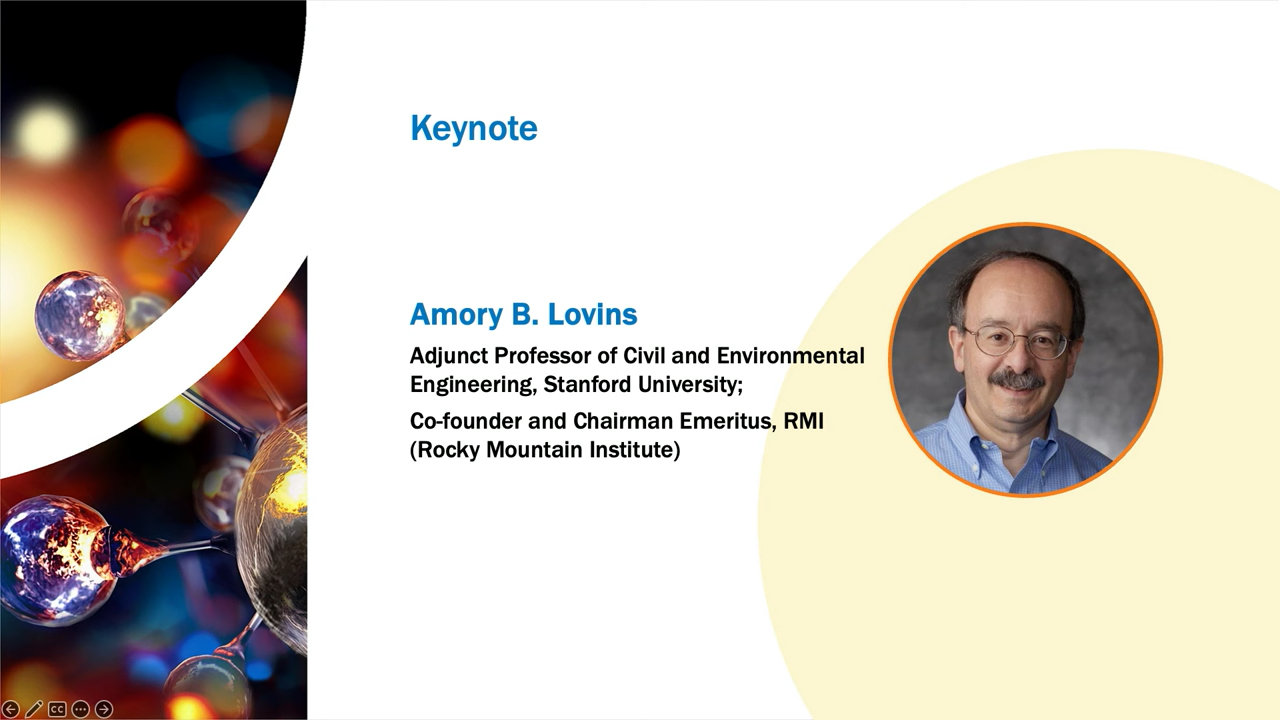 Keynote
Amory B. Lovins
Adjunct Professor of Civil and Environmental
Engineering, Stanford University;
Co-founder and Chairman Emeritus, RMI
(Rocky Mountain Institute)
CC